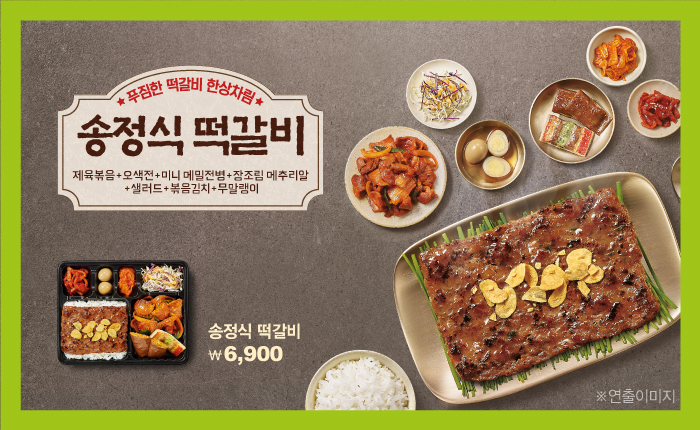 ★푸짐한 떡갈비 한상차림★
송정식 떡갈비
제육볶음+오색전+미니 메밀전병+장조림 메추리알
+샐러드+볶음김치+무말랭이
송정식 떡갈비
₩6,900
※연출이미지